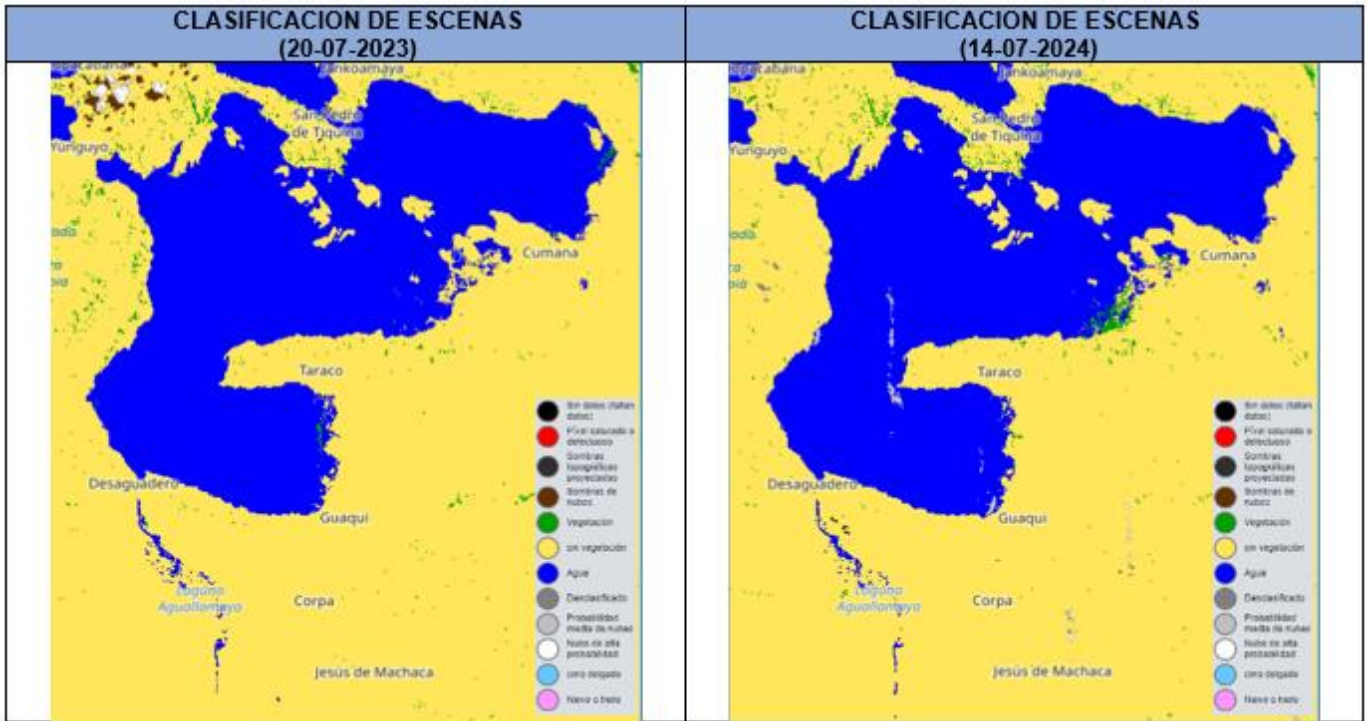 CLASIFICACION DE ESCENAS
(20-07-2023)
CLASIFICACION DE ESCENAS
(14-07-2024)
Jankoamaya
San Pedro
de Tiquina
Yunguyo
Cumana
Taraco
Desaguadero
Guaqui
Laguna
Aguallamaya
Corpa
Jesús de Machaca
Sin datos (faltan
datos)
Píxel saturado o
defectuoso
Sombras
topográficas
proyectadas
Sombras de
nubes
Vegetación
sin vegetación
Agua
Desclasificado
Probabilidad
media de nubes
Nube de alta
probabilidad
cirro delgada
Nieve o hielo
opacabana
Jankoamaya
San Pedro
de Tiquina
Yunguyo
Cumana
Taraco
Desaguadero
Guaqui
Laguna
Aguallamaya
Corpa
Jesús de Machaca
Sin datos (faltan
datos)
Píxel saturado o
defectuoso
Sombras
topográficas
proyectadas
Sombras de
nubes
Vegetación
sin vegetación
Agua
Desclasificado
Probabilidad
media de nubes
Nube de alta
probabilidad
cirro delgada
Nieve o hielo